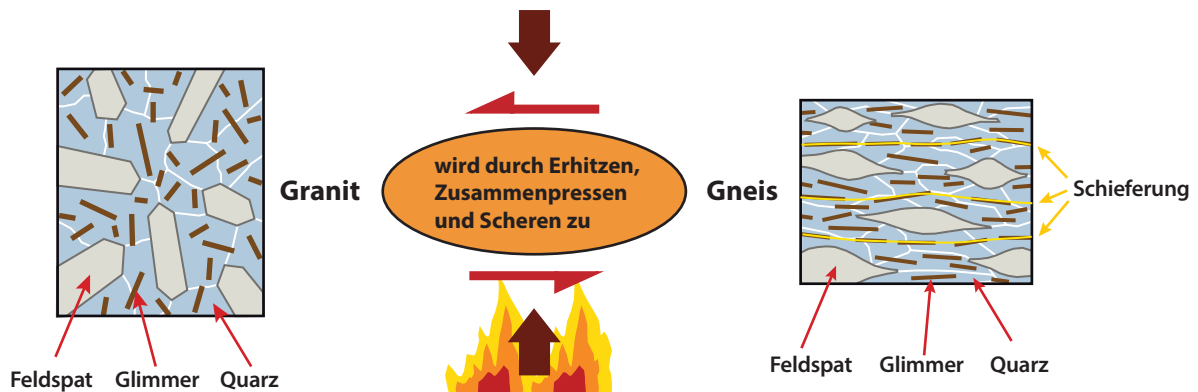 Granit
wird durch Erhitzen,
Zusammenpressen
und Scheren zu
Gneis
Schieferung
Feldspat Glimmer Quarz
Feldspat Glimmer Quarz